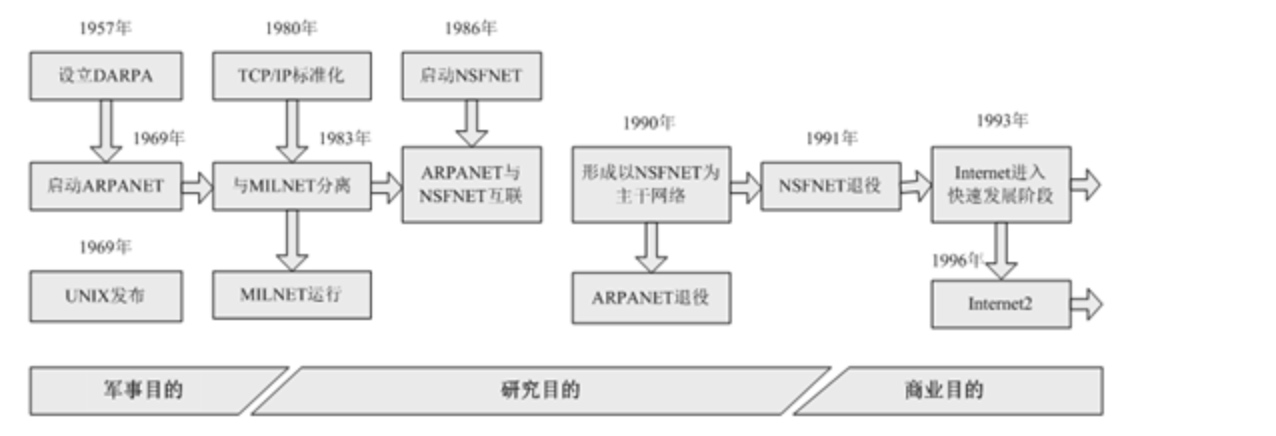 1957年
1980年
1986年
设立DARPA
TCP/IP标准化
启动NSFNET
1969年
1983年
1990年
1991年
1993年
启动ARPANET
与MILNET分离
ARPANET与
NSFNET互联
形成以NSFNET为
主干网络
NSFNET退役
Internet进入
快速发展阶段
1969年
1996年
UNIX发布
MILNET运行
ARPANET退役
Internet2
军事目的
研究目的
商业目的